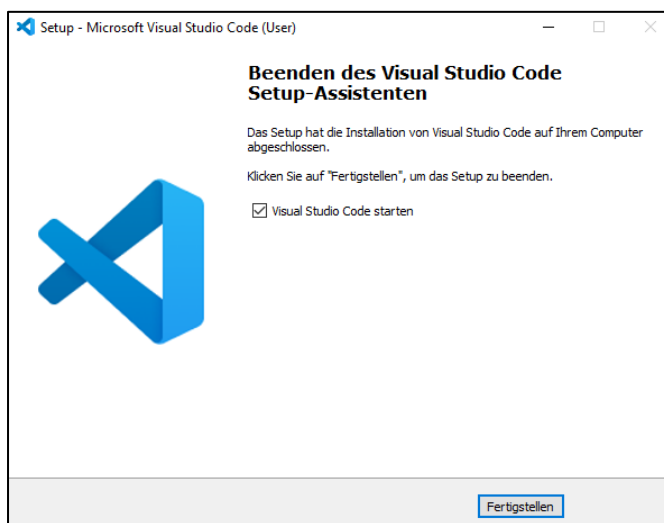 Setup - Microsoft Visual Studio Code (User)
Beenden des Visual Studio Code
Setup-Assistenten
Das Setup hat die Installation von Visual Studio Code auf Ihrem Computer
abgeschlossen.
Klicken Sie auf "Fertigstellen", um das Setup zu beenden.
Visual Studio Code starten
Fertigstellen